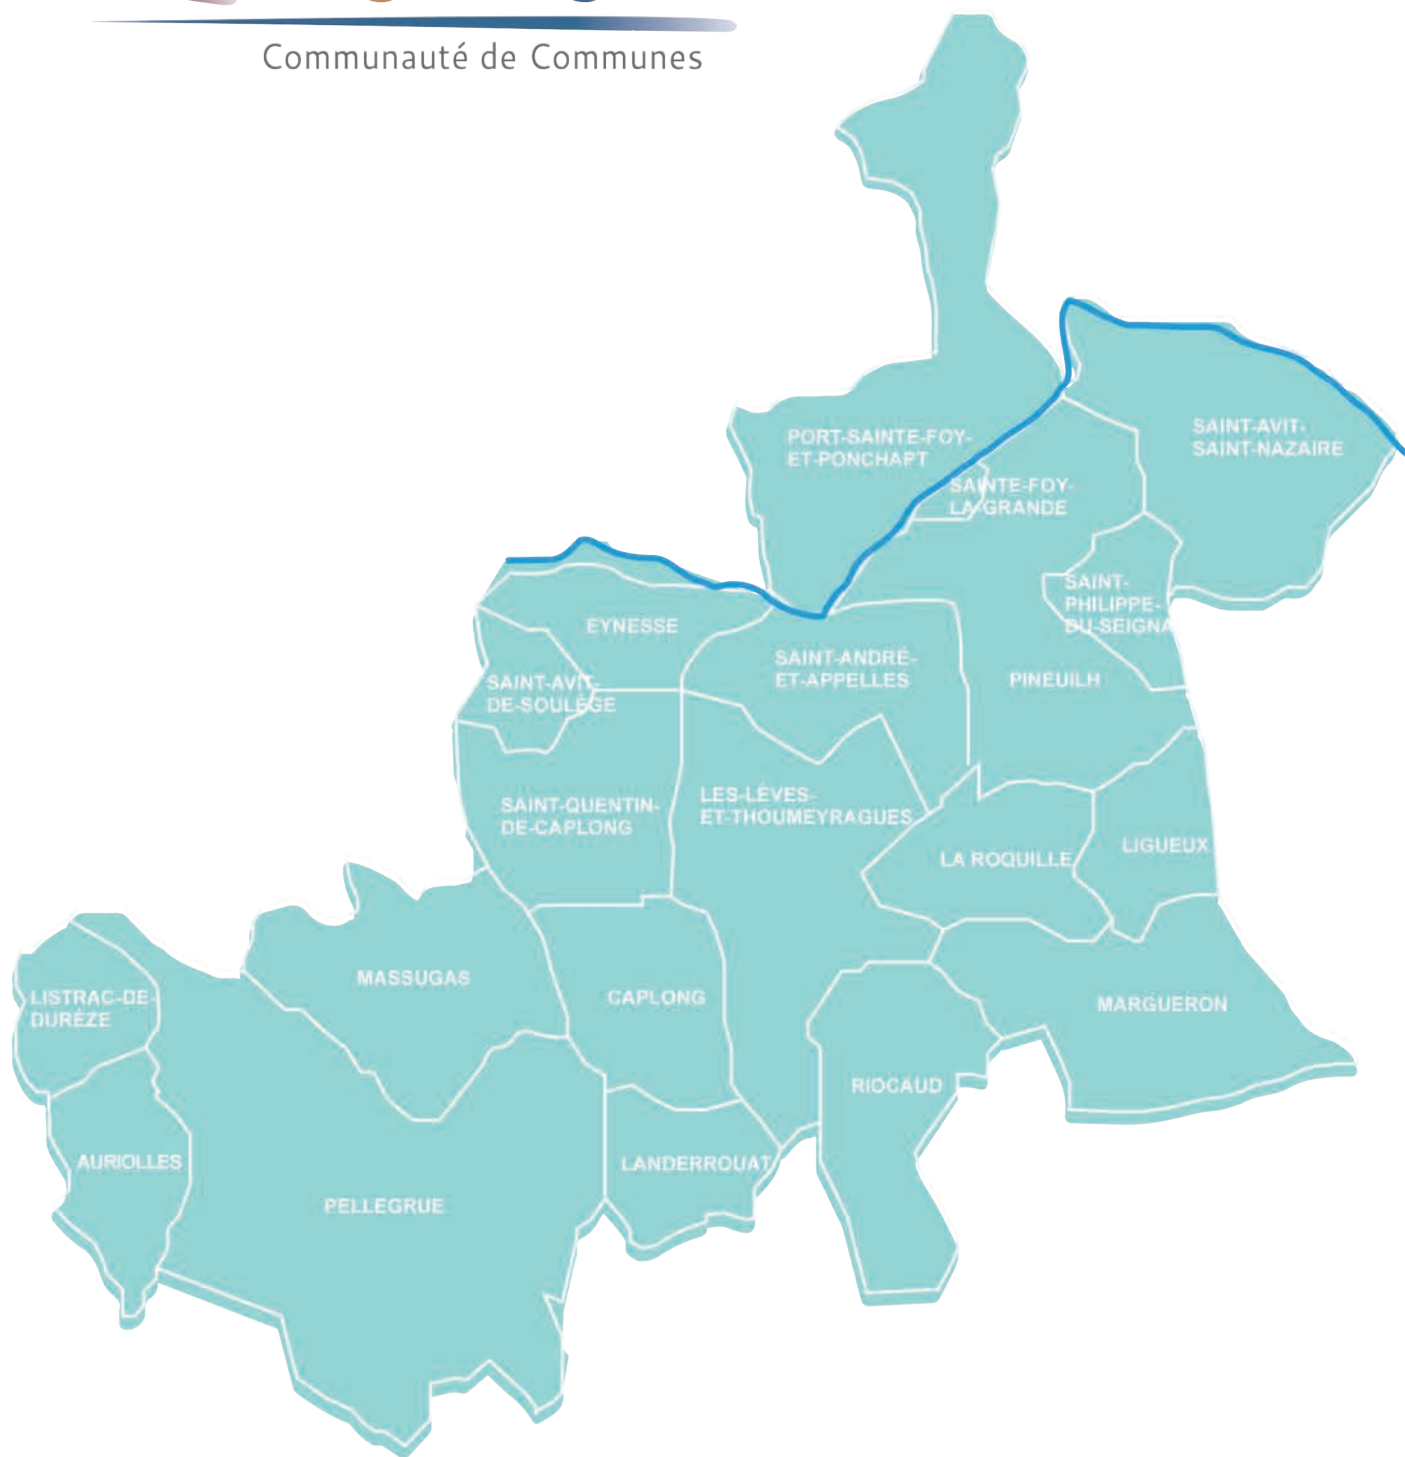 Communauté de Communes
PORT-SAINTE-FOY-
ET-PONCHAPT
SAINT-AVIT-
SAINT-NAZAIRE
SAINTE-FOY-
LA-GRANDE
SAINT-
PHILIPPE-
DU-SEIGNA
EYNESSE
SAINT-ANDRÉ-
ET-APPELLES
PINEUILH
SAINT-AVIT-
DE-SOULÈGE
SAINT-QUENTIN-
DE-CAPLONG
LES-LÈVES-
ET-THOUMEYRAGUES
LA ROQUILLE
LIGUEUX
MASSUGAS
CAPLONG
MARGUERON
LISTRAC-DE-
DURÈZE
RIOCAUD
AURIOLLES
LANDERROUAT
PELLEGRUE